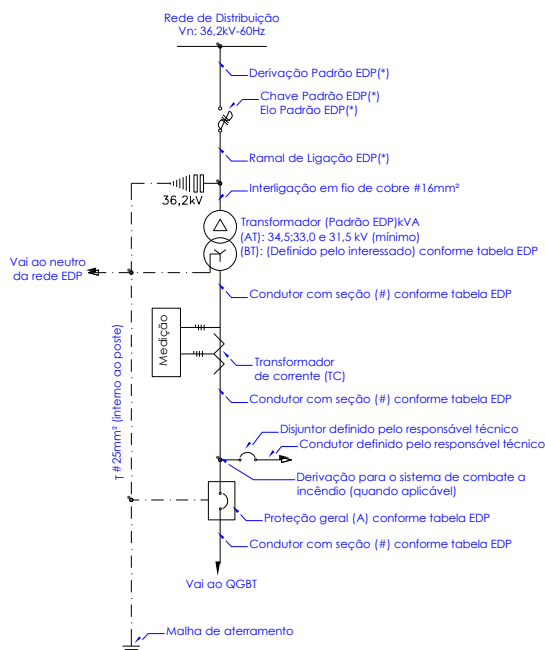 Rede de Distribuição
Vn: 36,2kV-60Hz
Derivação Padrão EDP(*)
Chave Padrão EDP(*)
Elo Padrão EDP(*)
Ramal de Ligação EDP(*)
Interligação em fio de cobre #16mm²
36,2kV
Transformador (Padrão EDP)kVA
(AT): 34,5;33,0 e 31,5 kV (mínimo)
(BT): (Definido pelo interessado) conforme tabela EDP
Vai ao neutro
da rede EDP
Condutor com seção (#) conforme tabela EDP
Medição
Transformador
de corrente (TC)
Condutor com seção (#) conforme tabela EDP
T #25mm² (interno ao poste)
Disjuntor definido pelo responsável técnico
Condutor definido pelo responsável técnico
Derivação para o sistema de combate a
incêndio (quando aplicável)
Proteção geral (A) conforme tabela EDP
Condutor com seção (#) conforme tabela EDP
Vai ao QGBT
Malha de aterramento